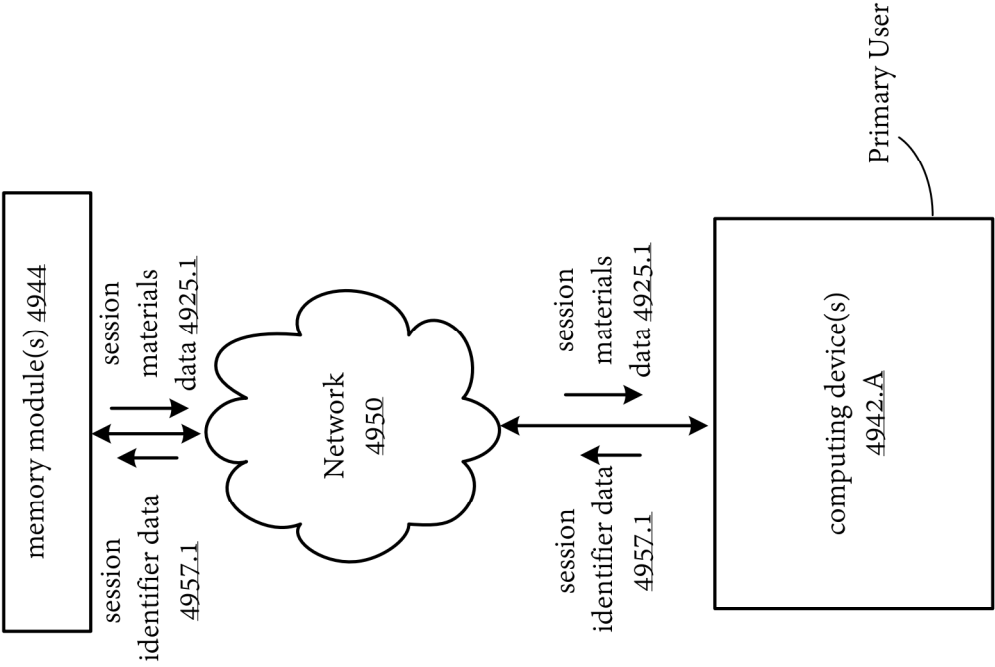 memory module(s) 4944
session
identifier data
4957.1
session
materials
data 4925.1
Network
4950
session
identifier data
4957.1
session
materials
data 4925.1
computing device(s)
4942.A
Primary User